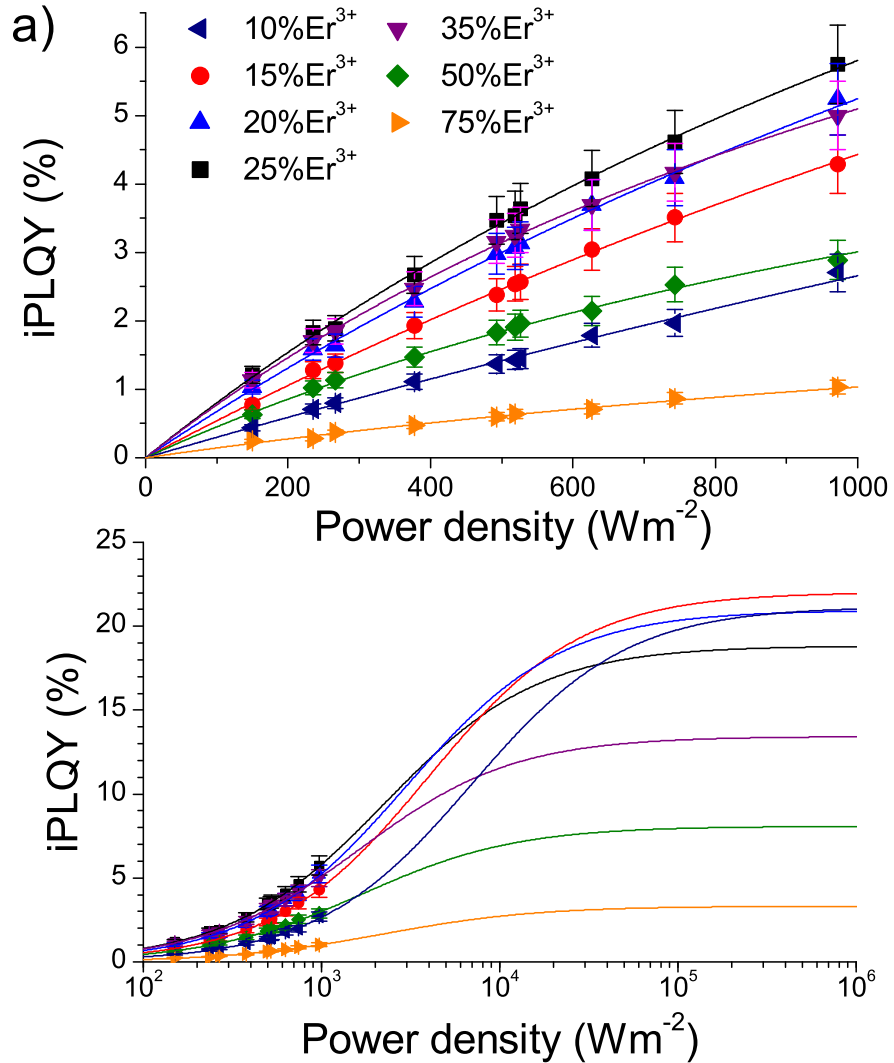 a)
10%Er³⁺ 35%Er³⁺
15%Er³⁺ 50%Er³⁺
20%Er³⁺ 75%Er³⁺
25%Er³⁺
iPLQY (%)
6
5
4
3
2
1
0
0 200 400 600 800 1000
Power density (Wm⁻²)
iPLQY (%)
25
20
15
10
5
0
10² 10³ 10⁴ 10⁵ 10⁶
Power density (Wm⁻²)